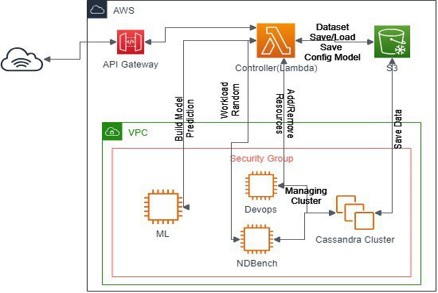 AWS
API Gateway
Controller(Lambda)
Dataset
Save/Load
Save
Config Model
S3
Build Model
Prediction
Workload
Random
Add/Remove
Resources
Save Data
VPC
Security Group
ML
Devops
Managing
Cluster
NDBench
Cassandra Cluster